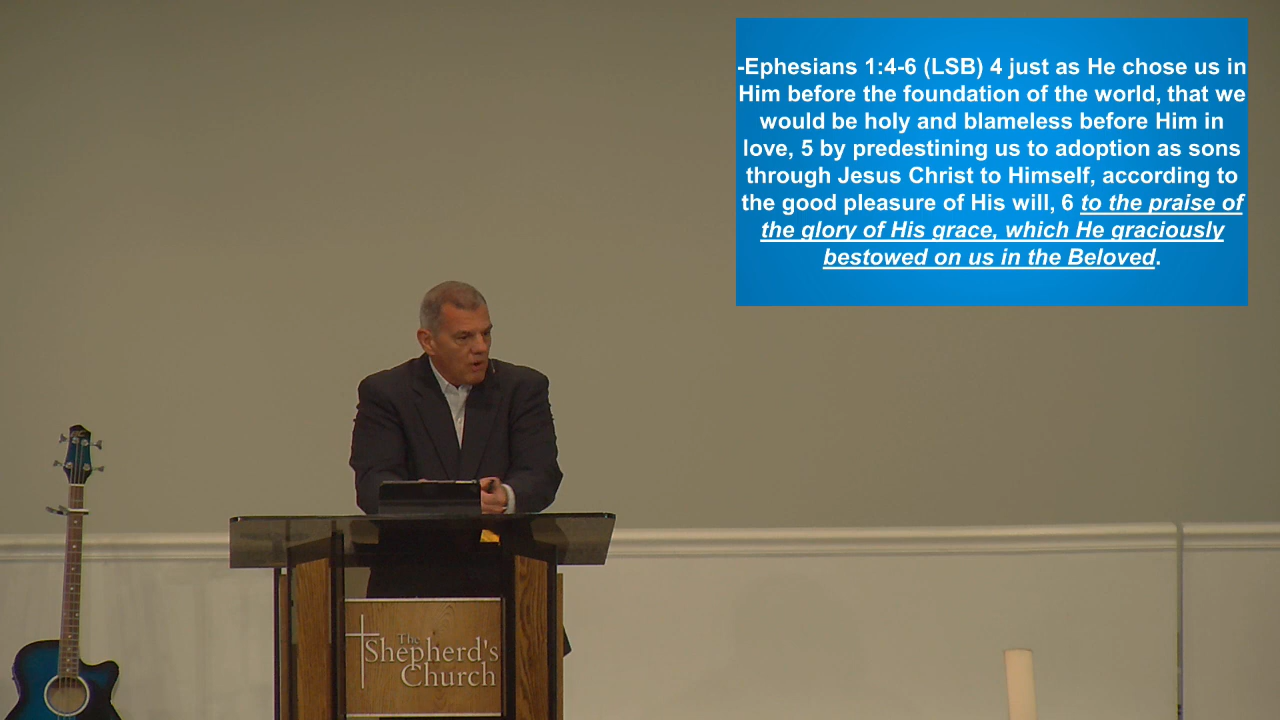 -Ephesians 1:4-6 (LSB) 4 just as He chose us in
Him before the foundation of the world, that we
would be holy and blameless before Him in
love, 5 by predestining us to adoption as sons
through Jesus Christ to Himself, according to
the good pleasure of His will, 6 to the praise of
the glory of His grace, which He graciously
bestowed on us in the Beloved.
The
Shepherd's
Church